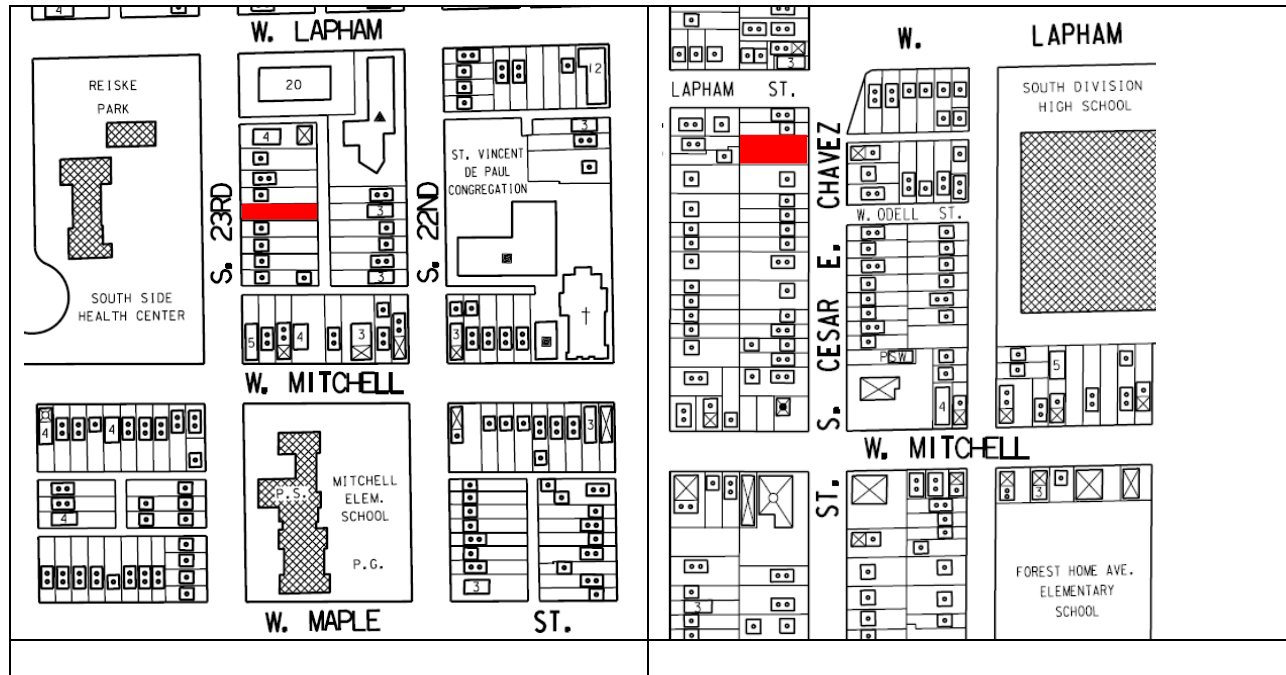 4
W. LAPHAM
12
REISKE
PARK
20
3
4
ST. VINCENT
DE PAUL
CONGREGATION
S. 23RD
3
S. 22ND
SOUTH SIDE
HEALTH CENTER
3
5
4
3
3
W. MITCHELL
4
4
3
P.S.
MITCHELL
ELEM.
SCHOOL
4
P.G.
3
W. MAPLE
ST.
W.
LAPHAM
3
LAPHAM
ST.
SOUTH DIVISION
HIGH SCHOOL
S. CESAR E. CHAVEZ
W. ODELL ST.
PSW
5
4
W. MITCHELL
ST.
3
FOREST HOME AVE.
ELEMENTARY
SCHOOL
3